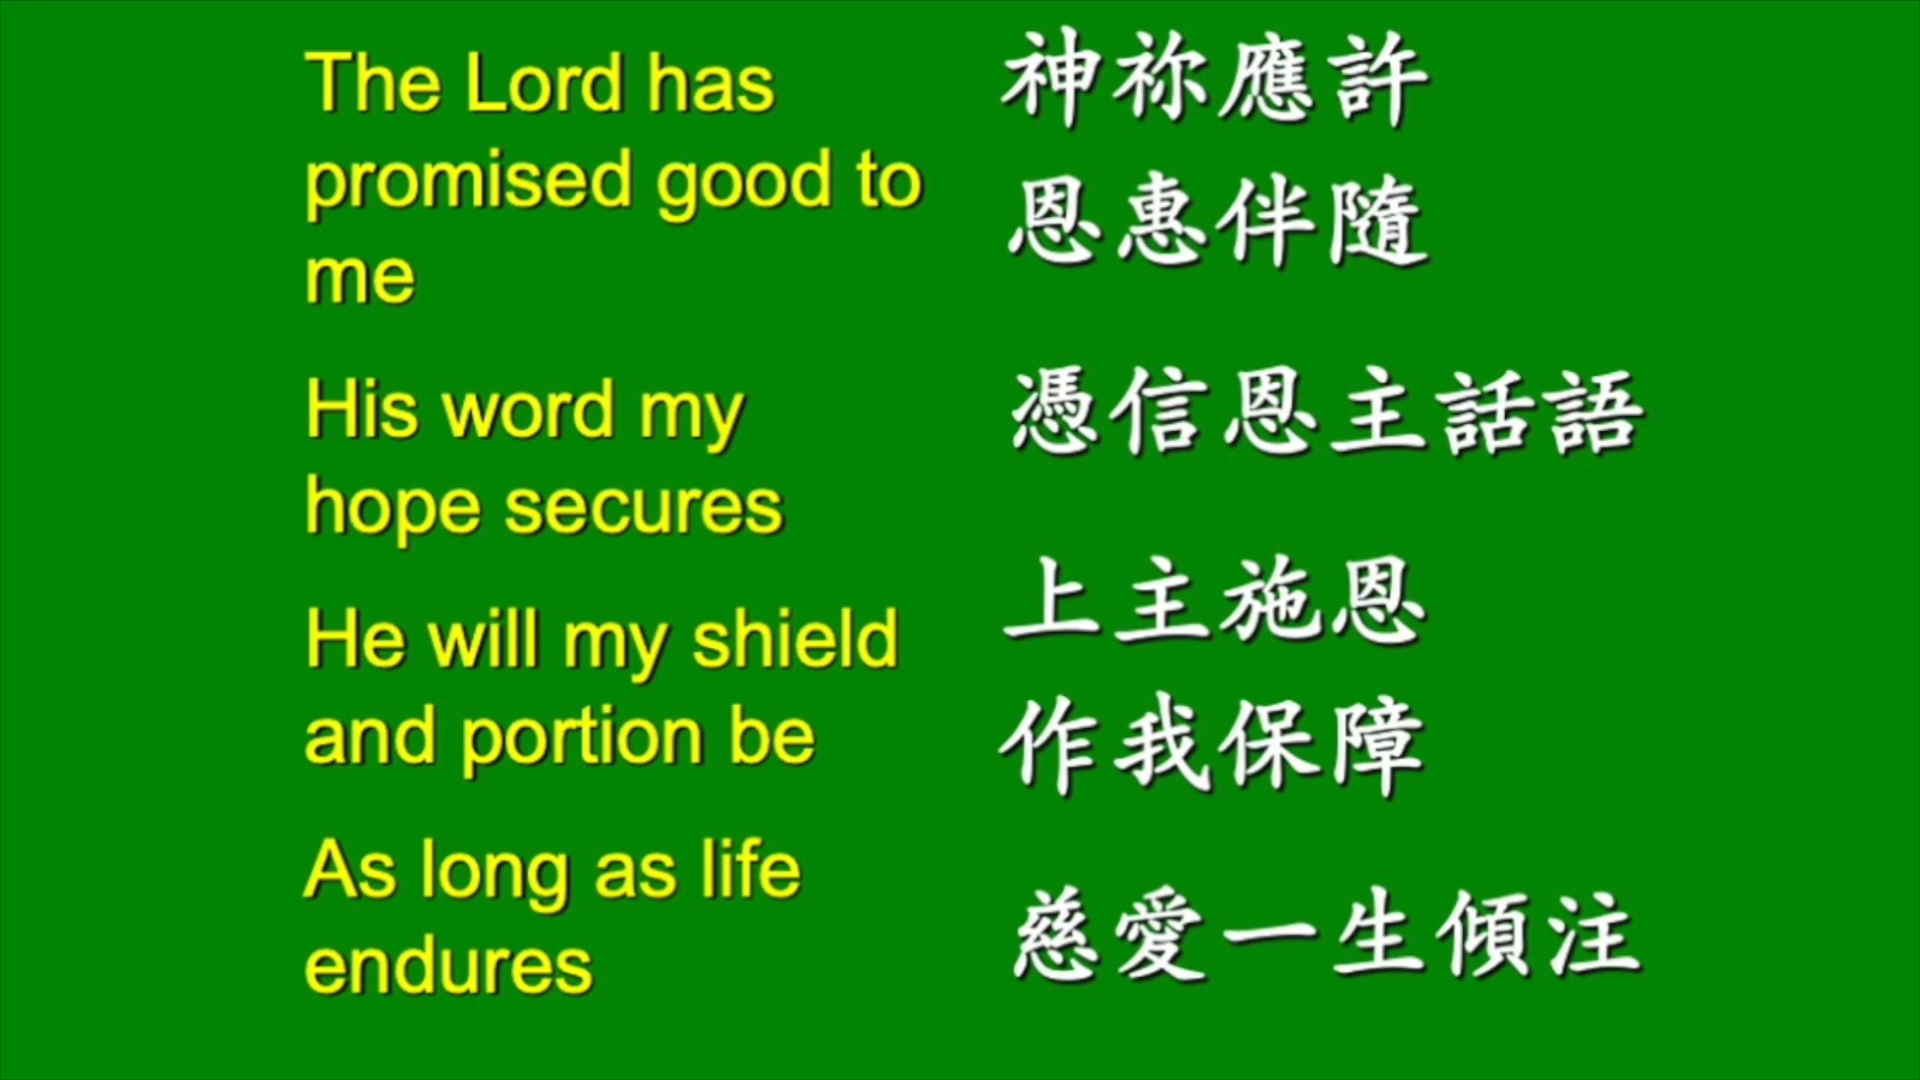 The Lord has
promised good to
me
His word my
hope secures
He will my shield
and portion be
As long as life
endures
神祢應許
恩惠伴隨
憑信恩主話語
上主施恩
作我保障
慈愛一生傾注